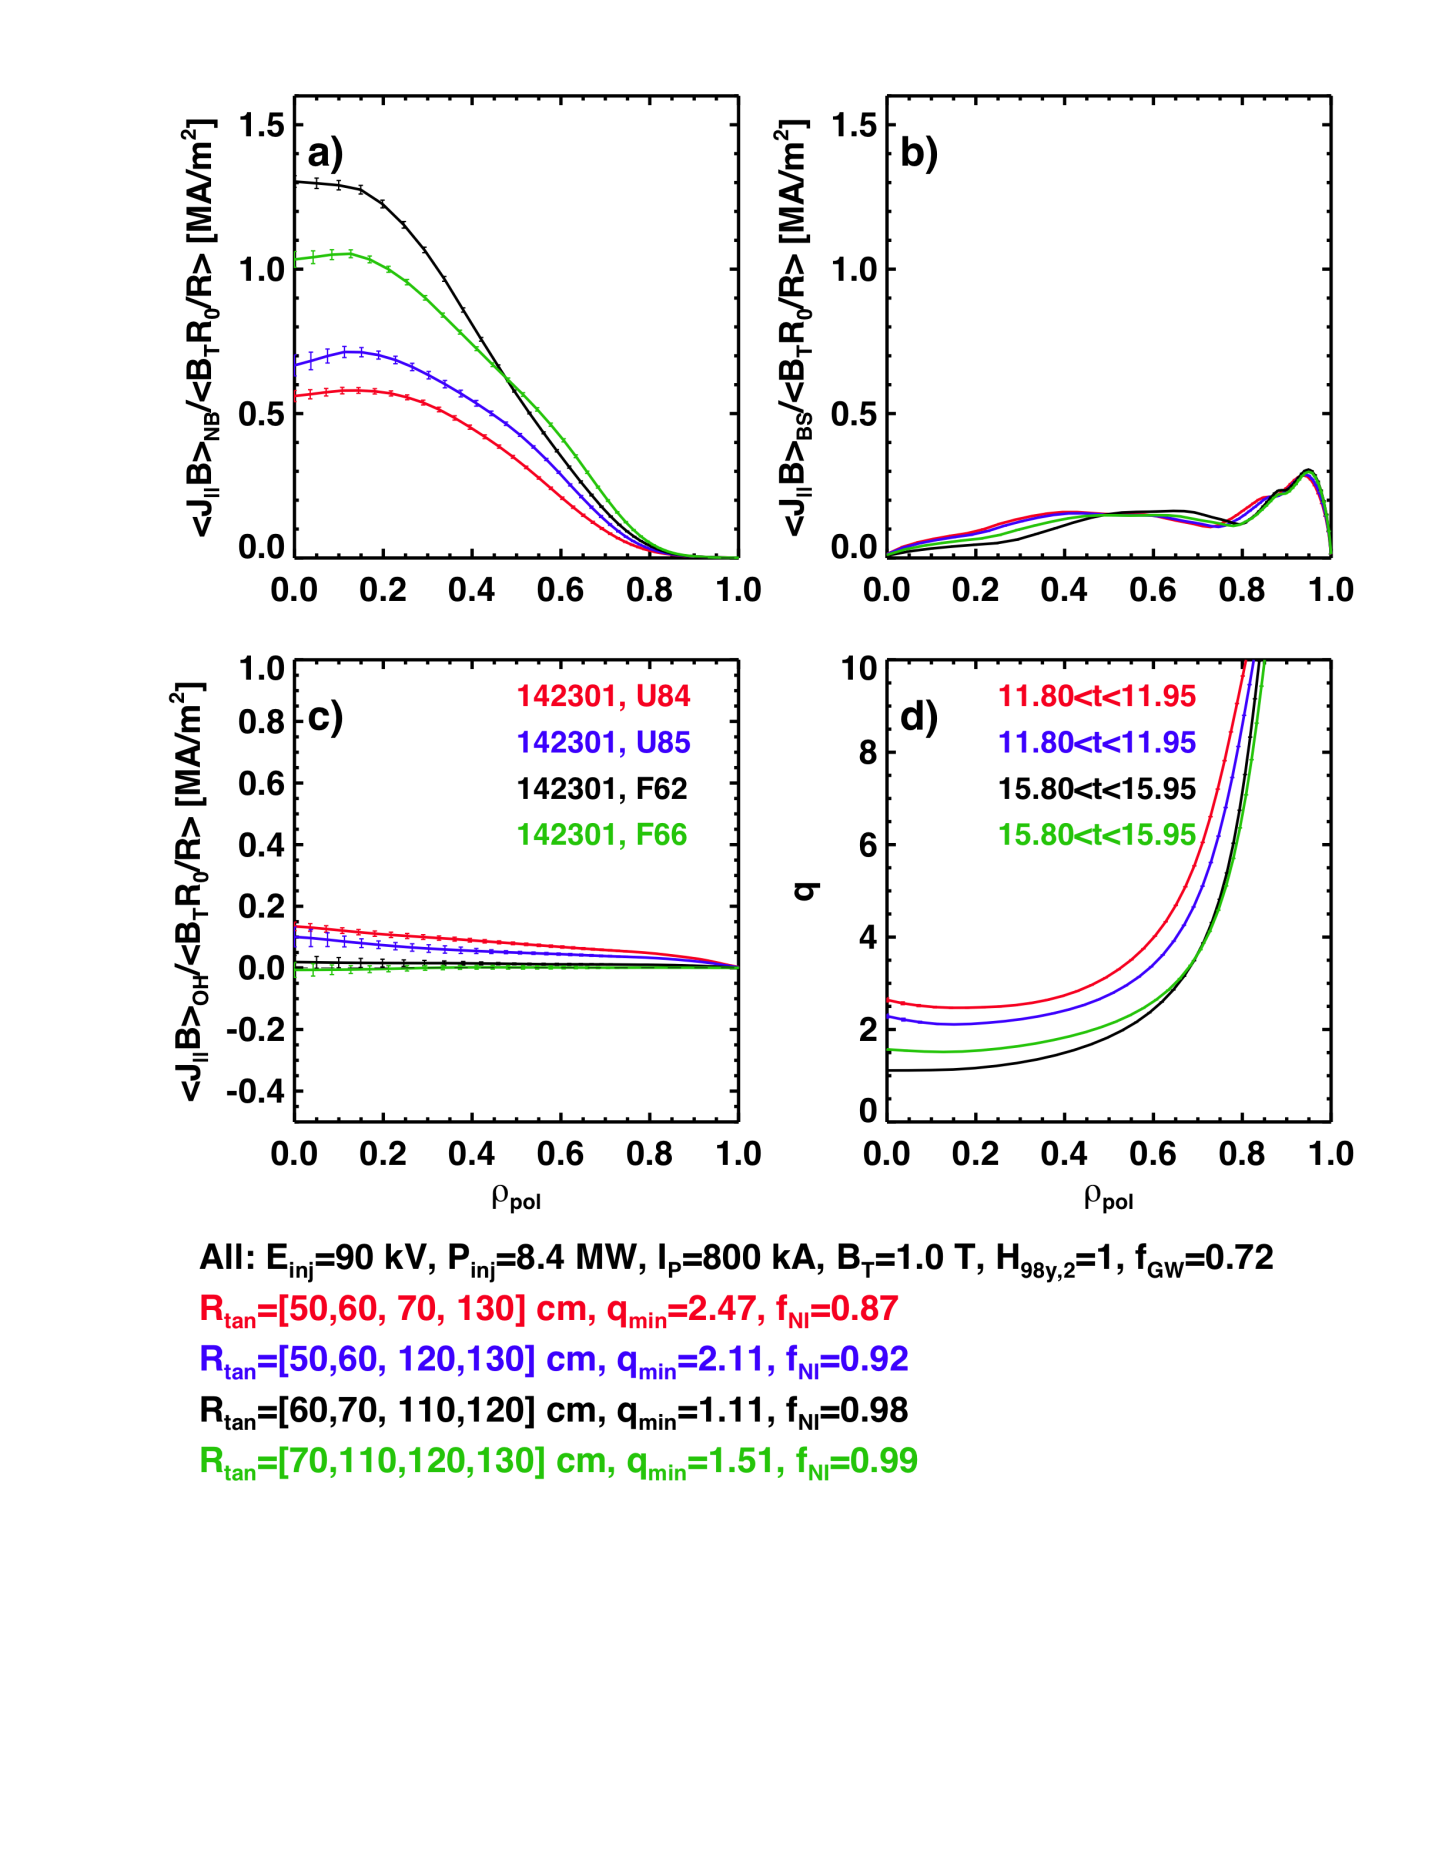 a)
<J||B>NB/<BTR0/R> [MA/m2]
1.5
1.0
0.5
0.0
0.0 0.2 0.4 0.6 0.8 1.0
b)
<J||B>BS/<BTR0/R> [MA/m2]
1.5
1.0
0.5
0.0
0.0 0.2 0.4 0.6 0.8 1.0
c)
<J||B>OH/<BTR0/R> [MA/m2]
1.0
0.8
0.6
0.4
0.2
0.0
-0.2
-0.4
142301, U84
142301, U85
142301, F62
142301, F66
0.0 0.2 0.4 0.6 0.8 1.0
ρpol
d)
q
10
8
6
4
2
0
11.80<t<11.95
11.80<t<11.95
15.80<t<15.95
15.80<t<15.95
0.0 0.2 0.4 0.6 0.8 1.0
ρpol
All: Einj=90 kV, Pinj=8.4 MW, IP=800 kA, BT=1.0 T, H98y,2=1, fGW=0.72
Rtan=[50,60, 70, 130] cm, qmin=2.47, fNI=0.87
Rtan=[50,60, 120,130] cm, qmin=2.11, fNI=0.92
Rtan=[60,70, 110,120] cm, qmin=1.11, fNI=0.98
Rtan=[70,110,120,130] cm, qmin=1.51, fNI=0.99